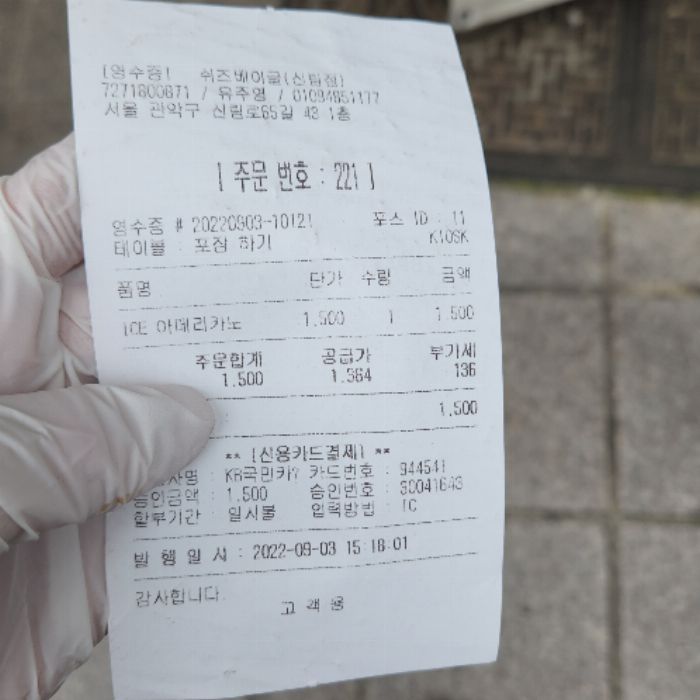 [영수증] 쉬즈베이글(신림점)
7271800871 / 유주영 / 01094851177
서울 관악구 신림로65길 43 1층
[ 주문 번호 : 221 ]
영수증 # 20220903-10121 포스 ID : 11
테이블 : 포장 하기 KIOSK
품명 단가 수량 금액
ICE 아메리카노 1,500 1 1,500
주문합계 공급가 부가세
1,500 1,364 136
1,500
** [신용카드결제] **
사명 : KB국민카? 카드번호 : 944541
승인금액 : 1,500 승인번호 : 30041643
할부기간 : 일시불 입력방법 : IC
발 행 일 시 : 2022-09-03 15:18:01
감사합니다.
고 객 용